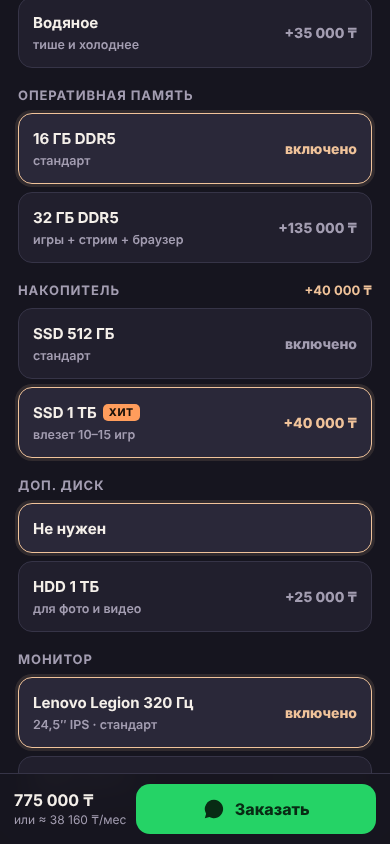 Водяное
тише и холоднее
+35 000 ₸
ОПЕРАТИВНАЯ ПАМЯТЬ
16 ГБ DDR5
стандарт
включено
32 ГБ DDR5
игры + стрим + браузер
+135 000 ₸
НАКОПИТЕЛЬ
+40 000 ₸
SSD 512 ГБ
стандарт
включено
SSD 1 ТБ ХИТ
влезет 10–15 игр
+40 000 ₸
ДОП. ДИСК
Не нужен
HDD 1 ТБ
для фото и видео
+25 000 ₸
МОНИТОР
Lenovo Legion 320 Гц
24,5″ IPS · стандарт
включено
775 000 ₸
или ≈ 38 160 ₸/мес
Заказать